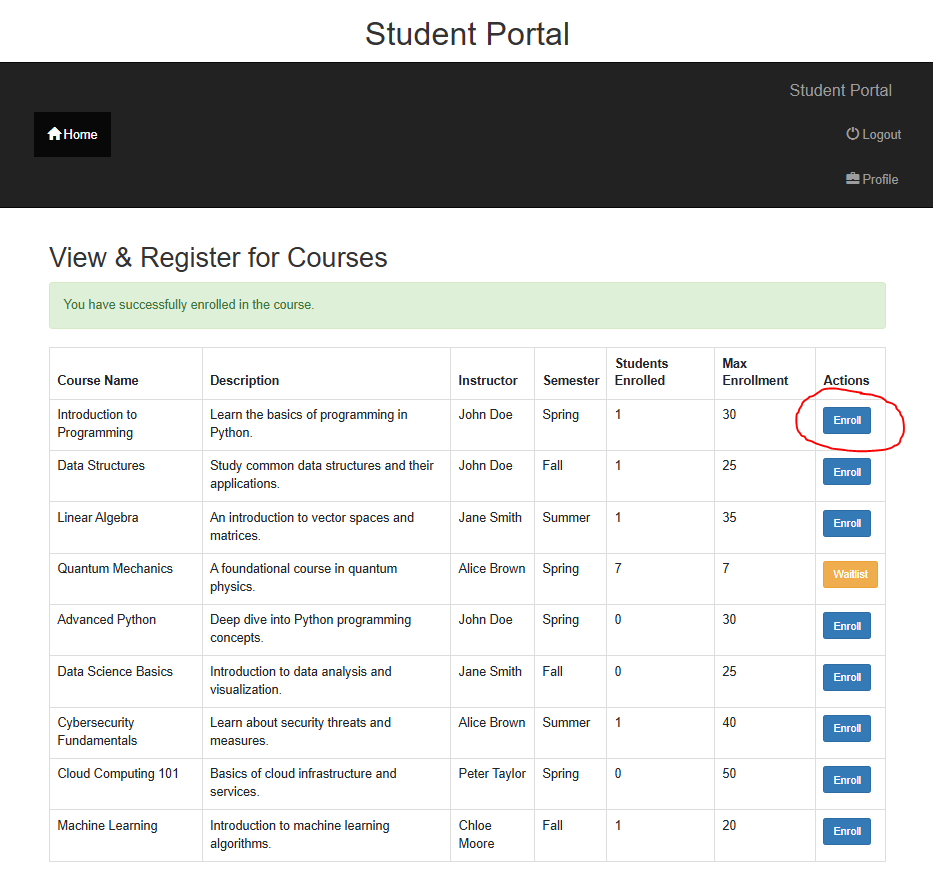 Student Portal
Student Portal
Home
Logout
Profile
View & Register for Courses
You have successfully enrolled in the course.
Course Name Description Instructor Semester Students Enrolled Max Enrollment Actions
Introduction to Programming Learn the basics of programming in Python. John Doe Spring 1 30 Enroll
Data Structures Study common data structures and their applications. John Doe Fall 1 25 Enroll
Linear Algebra An introduction to vector spaces and matrices. Jane Smith Summer 1 35 Enroll
Quantum Mechanics A foundational course in quantum physics. Alice Brown Spring 7 7 Waitlist
Advanced Python Deep dive into Python programming concepts. John Doe Spring 0 30 Enroll
Data Science Basics Introduction to data analysis and visualization. Jane Smith Fall 0 25 Enroll
Cybersecurity Fundamentals Learn about security threats and measures. Alice Brown Summer 1 40 Enroll
Cloud Computing 101 Basics of cloud infrastructure and services. Peter Taylor Spring 0 50 Enroll
Machine Learning Introduction to machine learning algorithms. Chloe Moore Fall 1 20 Enroll